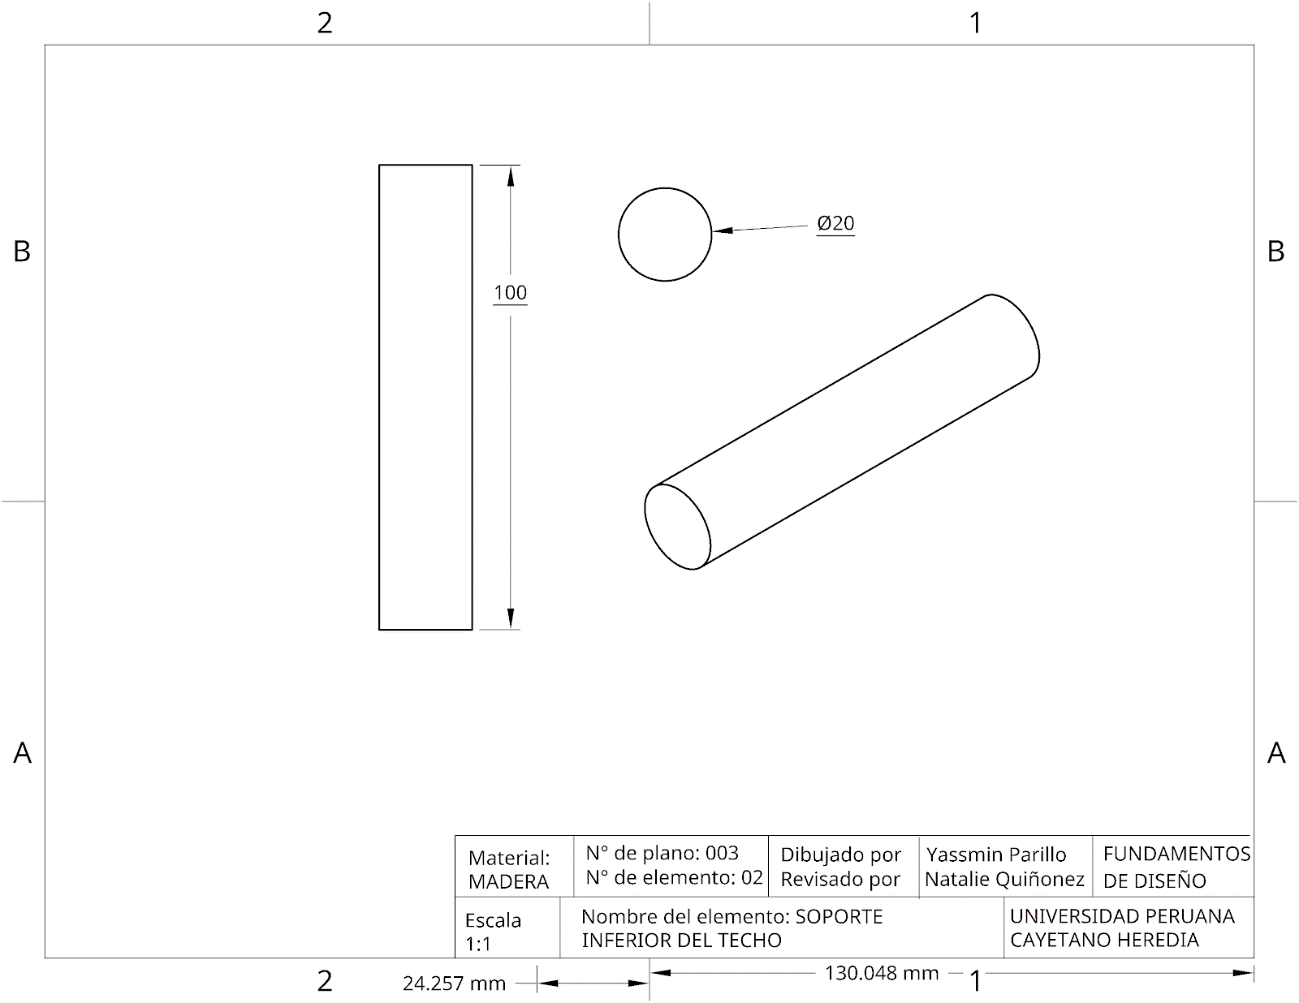 2
1
B
B
Ø20
100
A
A
Material:
MADERA
N° de plano: 003
N° de elemento: 02
Dibujado por
Revisado por
Yassmin Parillo
Natalie Quiñonez
FUNDAMENTOS
DE DISEÑO
Escala
1:1
Nombre del elemento: SOPORTE
INFERIOR DEL TECHO
UNIVERSIDAD PERUANA
CAYETANO HEREDIA
2
24.257 mm
130.048 mm
1